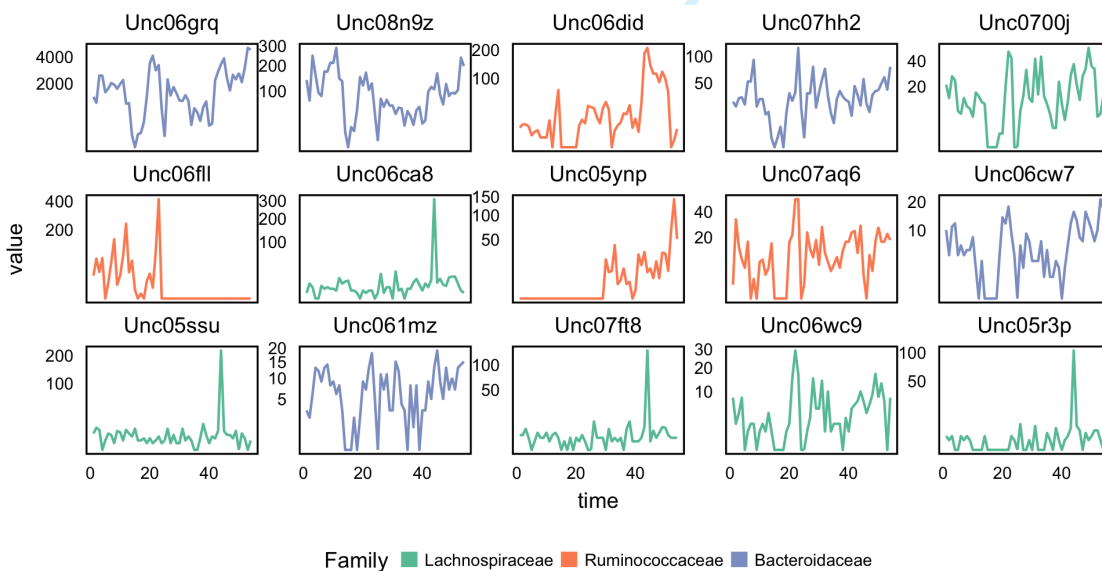 Unc06grq Unc08n9z Unc06did Unc07hh2 Unc0700j
4000 2000 300 200 100 200 100 100 50 40 20
Unc06fll Unc06ca8 Unc05ynp Unc07aq6 Unc06cw7
400 200 300 200 100 150 100 50 40 20 20 10
value
Unc05ssu Unc061mz Unc07ft8 Unc06wc9 Unc05r3p
200 100 20 15 10 5 100 50 30 20 10 100 50
0 20 40 0 20 40 0 20 40 0 20 40 0 20 40
time
Family Lachnospiraceae Ruminococcaceae Bacteroidaceae